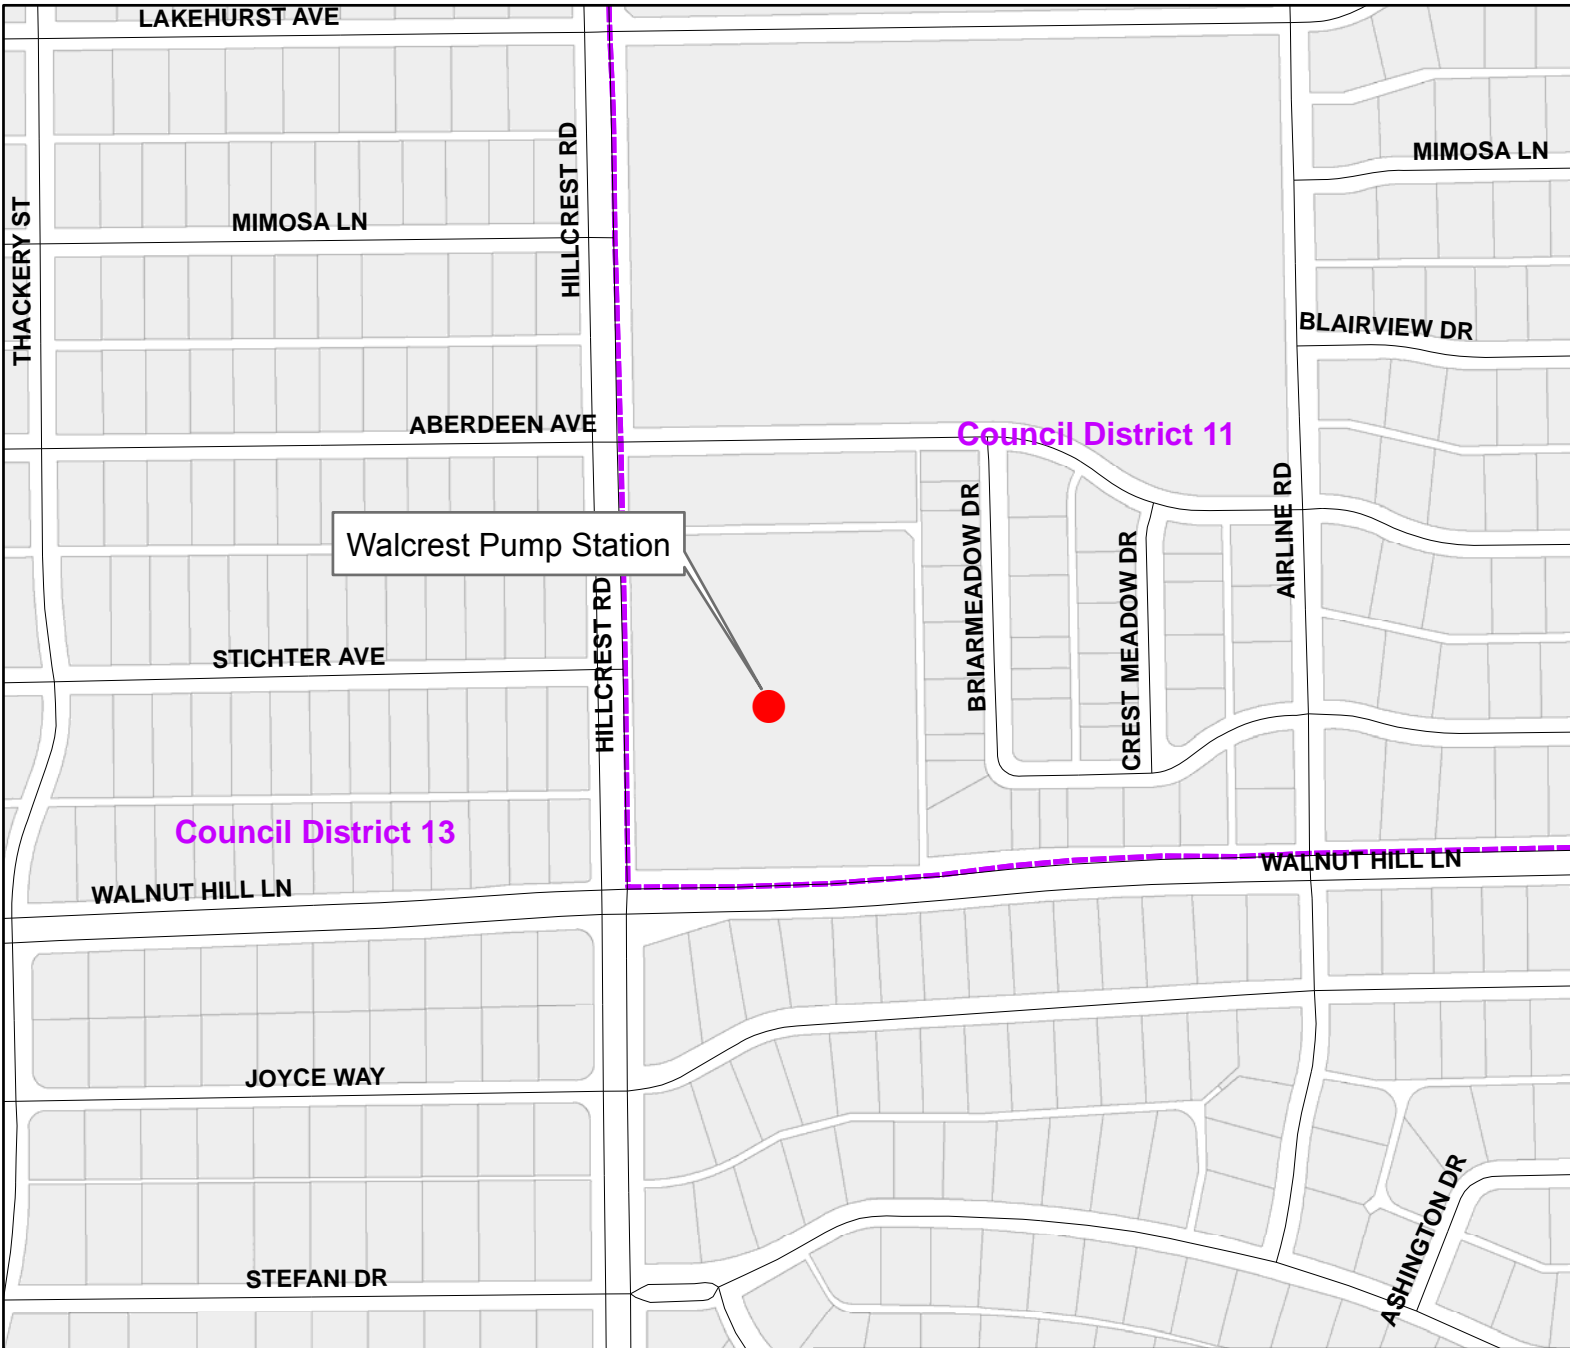 LAKEHURST AVE
MIMOSA LN
HILLCREST RD
MIMOSA LN
THACKERY ST
BLAIRVIEW DR
ABERDEEN AVE
Council District 11
AIRLINE RD
BRIARMEADOW DR
CREST MEADOW DR
Walcrest Pump Station
HILLCREST RD
STICHTER AVE
Council District 13
WALNUT HILL LN
WALNUT HILL LN
JOYCE WAY
ASHINGTON DR
STEFANI DR